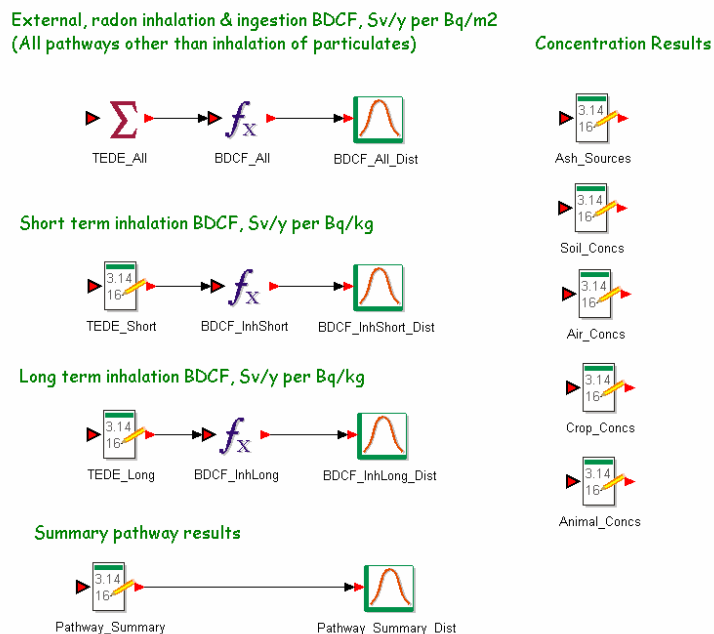 External, radon inhalation & ingestion BDCF, Sv/y per Bq/m2
(All pathways other than inhalation of particulates)
Concentration Results
Σ
fx
TEDE_All
BDCF_All
BDCF_All_Dist
3.14
16
Ash_Sources
Short term inhalation BDCF, Sv/y per Bq/kg
3.14
16
Soil_Concs
3.14
16
fx
TEDE_Short
BDCF_InhShort
BDCF_InhShort_Dist
3.14
16
Air_Concs
Long term inhalation BDCF, Sv/y per Bq/kg
3.14
16
Crop_Concs
3.14
16
fx
TEDE_Long
BDCF_InhLong
BDCF_InhLong_Dist
3.14
16
Animal_Concs
Summary pathway results
3.14
16
Pathway_Summary
Pathway_Summary_Dist